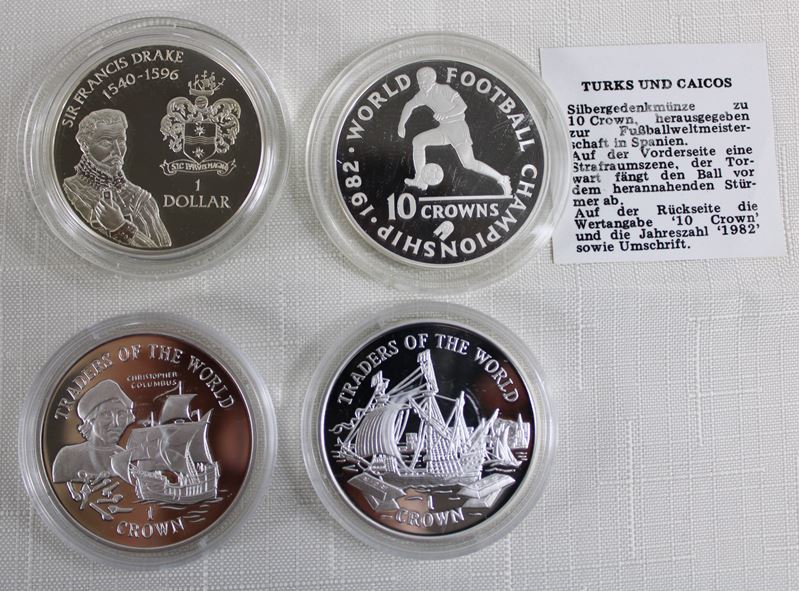 SIR FRANCIS DRAKE
1540-1596
SIC PARVIS MAGNA
1
DOLLAR
1982 · WORLD FOOTBALL CHAMPIONSHIP ·
10 CROWNS
TURKS UND CAICOS
Silbergedenkmünze zu
10 Crown, herausgegeben
zur Fußballweltmeister-
schaft in Spanien.
Auf der Vorderseite eine
Strafraumszene, der Tor-
wart fängt den Ball vor
dem herannahenden Stür-
mer ab.
Auf der Rückseite die
Wertangabe '10 Crown'
und die Jahreszahl '1982'
sowie Umschrift.
TRADERS OF THE WORLD
CHRISTOPHER
COLUMBUS
1
CROWN
TRADERS OF THE WORLD
1
CROWN